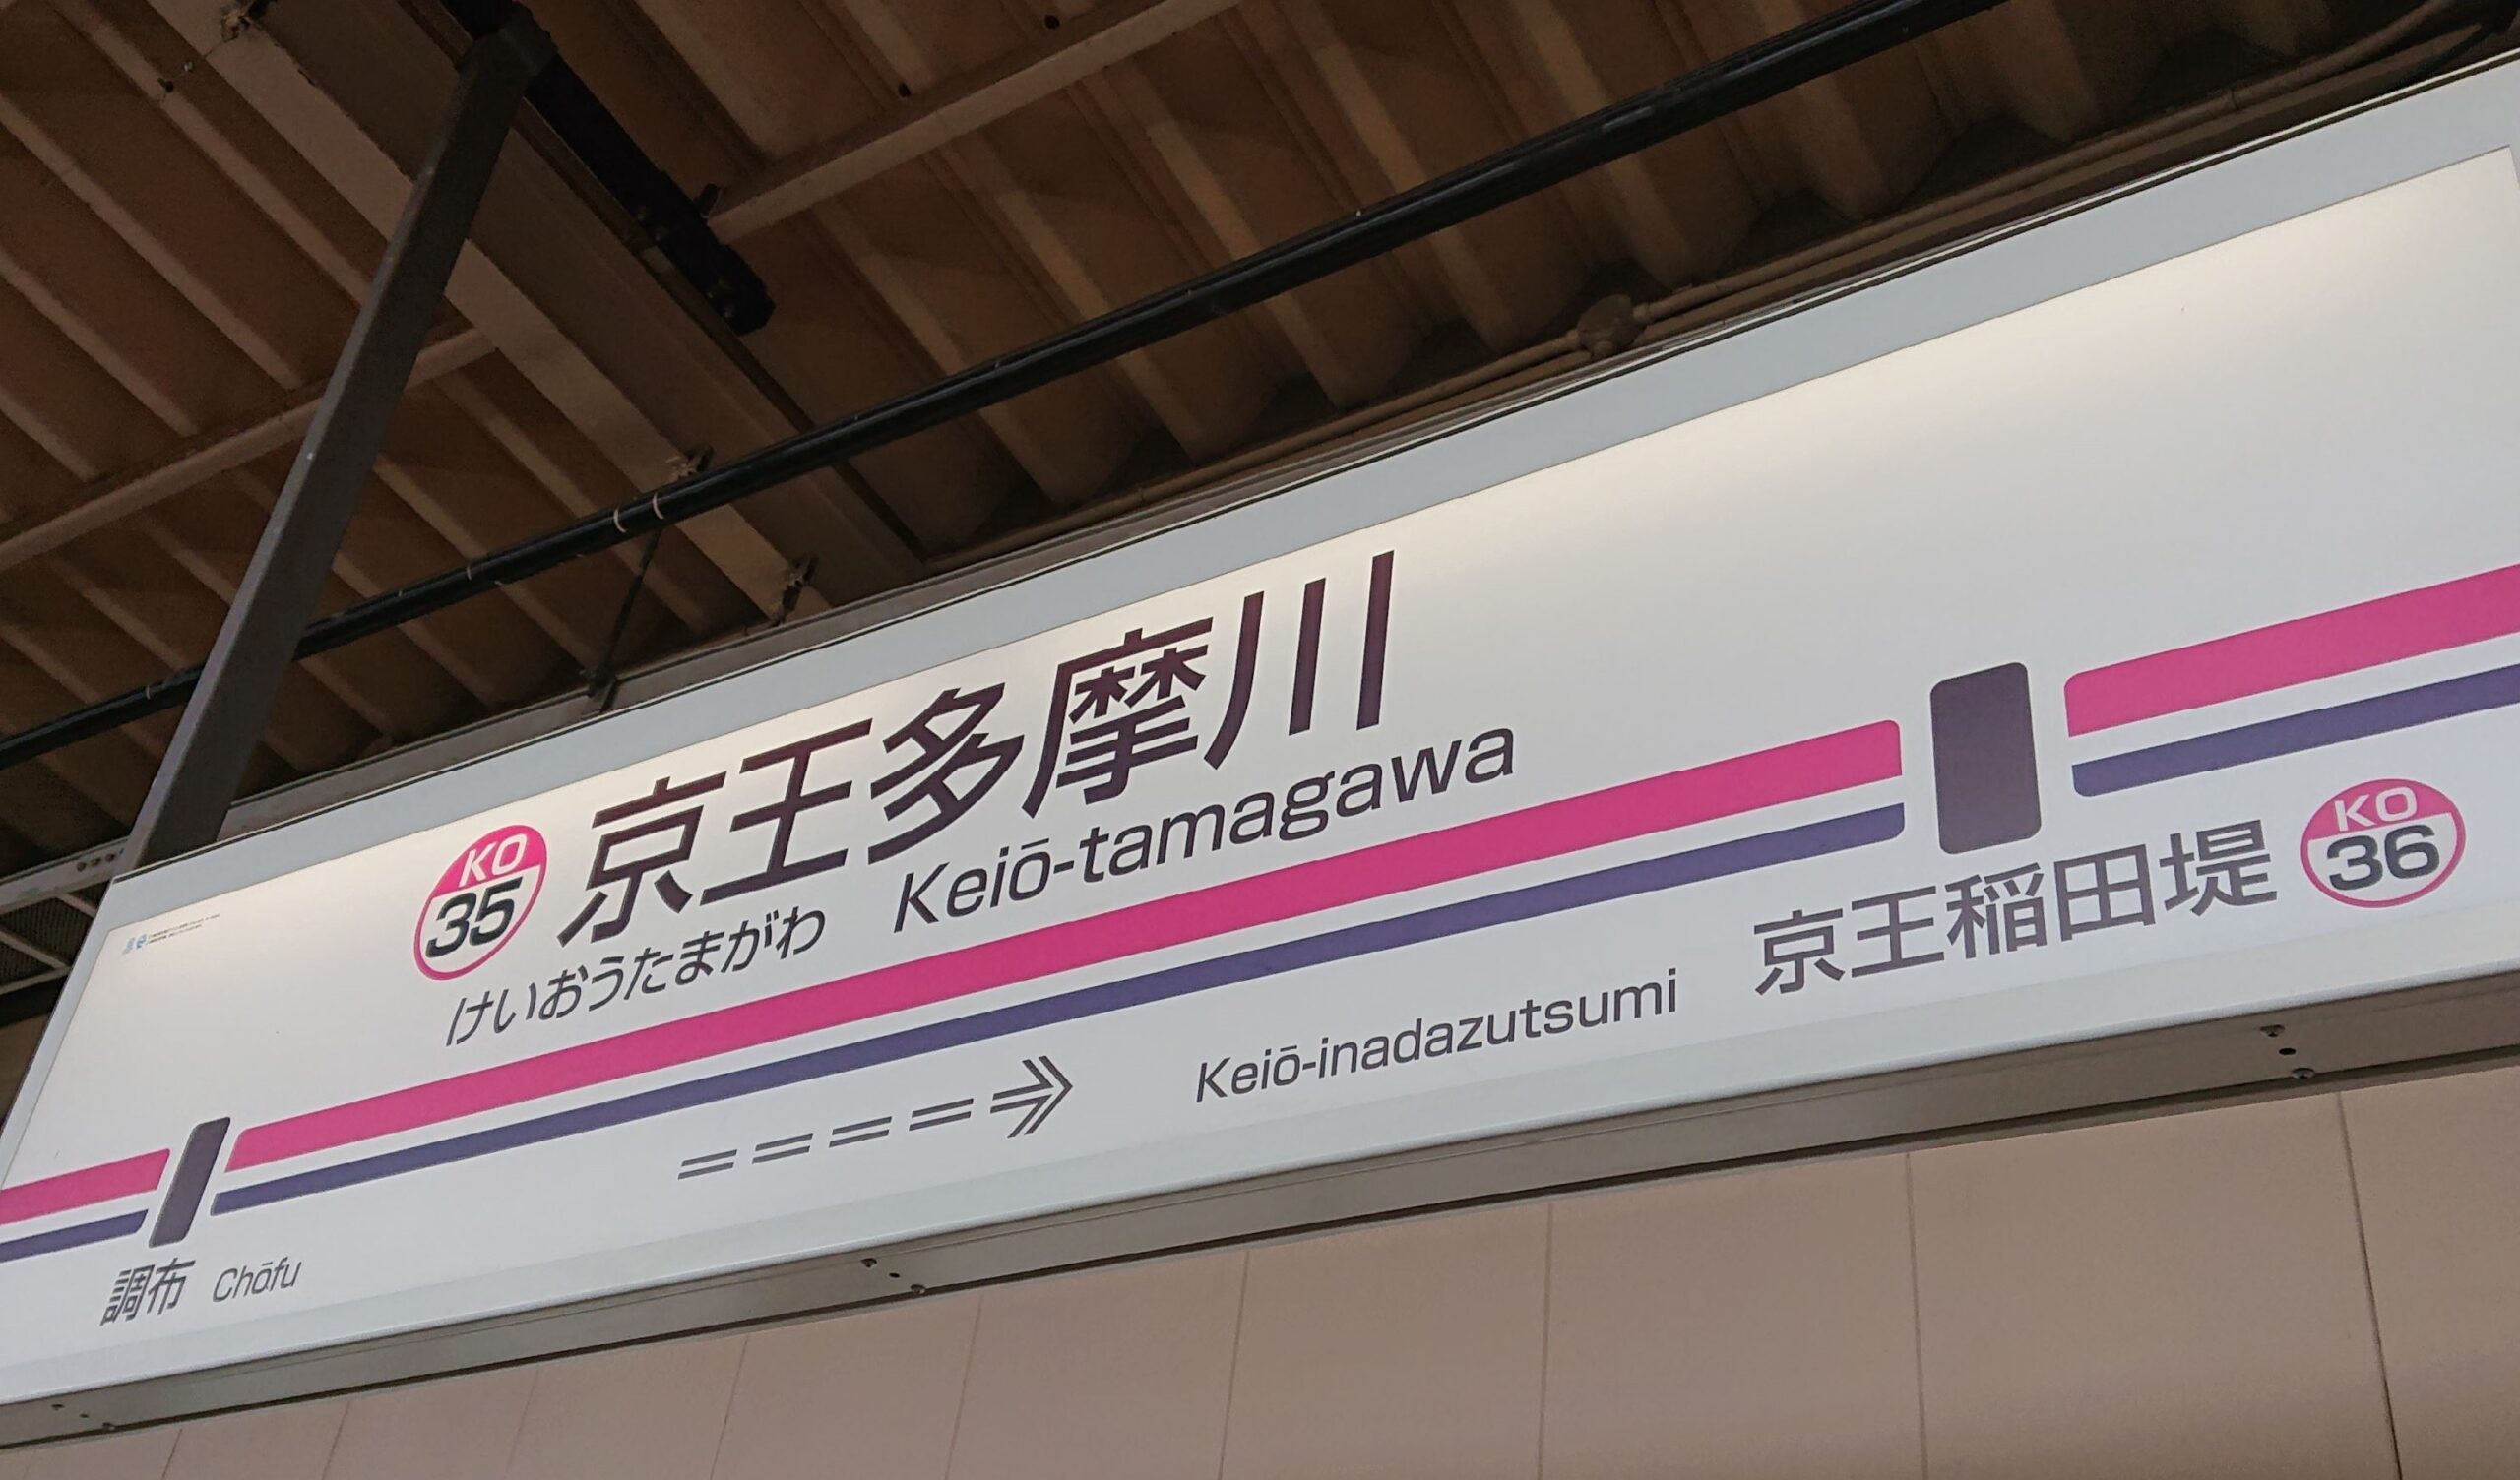 KO
35
京王多摩川
けいおうたまがわ Keiō-tamagawa
調布 Chōfu
Keiō-inadazutsumi 京王稲田堤
KO
36